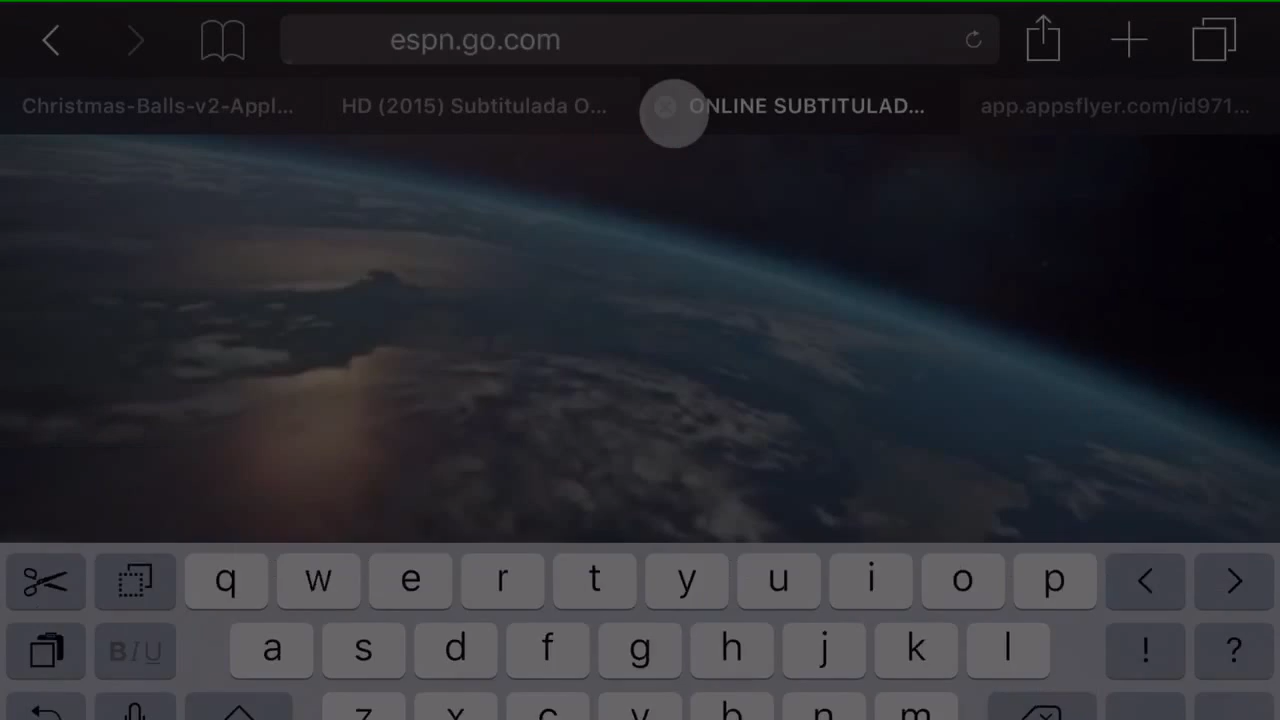 espn.go.com
Christmas-Balls-v2-Appl... HD (2015) Subtitulada O... ONLINE SUBTITULAD... app.appsflyer.com/id971...
q w e r t y u i o p < >
B I U a s d f g h j k l ! ?
z x c v b n m